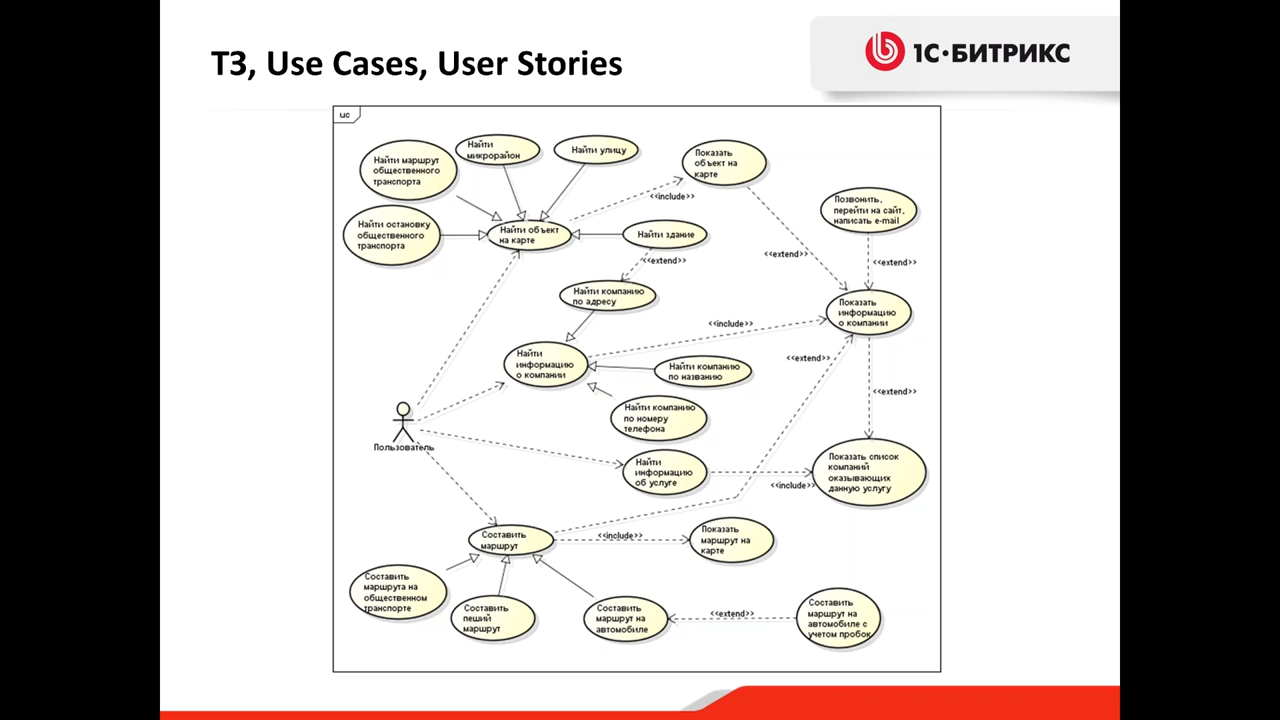 ТЗ, Use Cases, User Stories
1С·БИТРИКС
uc
Найти
микрорайон
Найти улицу
Показать
объект на
карте
Найти маршрут
общественного
транспорта
<<include>>
Позвонить,
перейти на сайт,
написать e-mail
Найти остановку
общественного
транспорта
Найти объект
на карте
Найти здание
<<extend>>
<<extend>>
<<extend>>
Найти компанию
по адресу
Показать
информацию
о компании
<<include>>
Найти
информацию
о компании
<<extend>>
Найти компанию
по названию
<<extend>>
Найти компанию
по номеру
телефона
Пользователь
Найти
информацию
об услуге
<<include>>
Показать список
компаний
оказывающих
данную услугу
Составить
маршрут
<<include>>
Показать
маршрут на
карте
Составить
маршрута на
общественном
транспорте
Составить
пеший
маршрут
Составить
маршрут на
автомобиле
<<extend>>
Составить
маршрут на
автомобиле с
учетом пробок